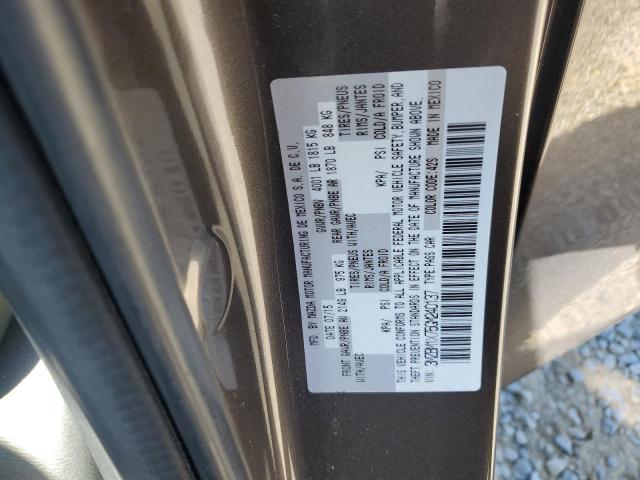 MFD. BY MAZDA MOTOR MANUFACTURING DE MEXICO S.A. DE C.V.
DATE 07/15 GVWR/PNBV 4001 LB 1815 KG
FRONT GAWR/PNBE AV 2149 LB 975 KG REAR GAWR/PNBE AR 1870 LB 848 KG
WITH/AVEC TIRES/PNEUS WITH/AVEC TIRES/PNEUS
RIMS/JANTES RIMS/JANTES
KPA/ PSI COLD/A FROID KPA/ PSI COLD/A FROID
THIS VEHICLE CONFORMS TO ALL APPLICABLE FEDERAL MOTOR VEHICLE SAFETY, BUMPER, AND
THEFT PREVENTION STANDARDS IN EFFECT ON THE DATE OF MANUFACTURE SHOWN ABOVE.
VIN: 3MZBM1X75GM240137 TYPE:PASS CAR COLOR CODE:42S MADE IN MEXICO